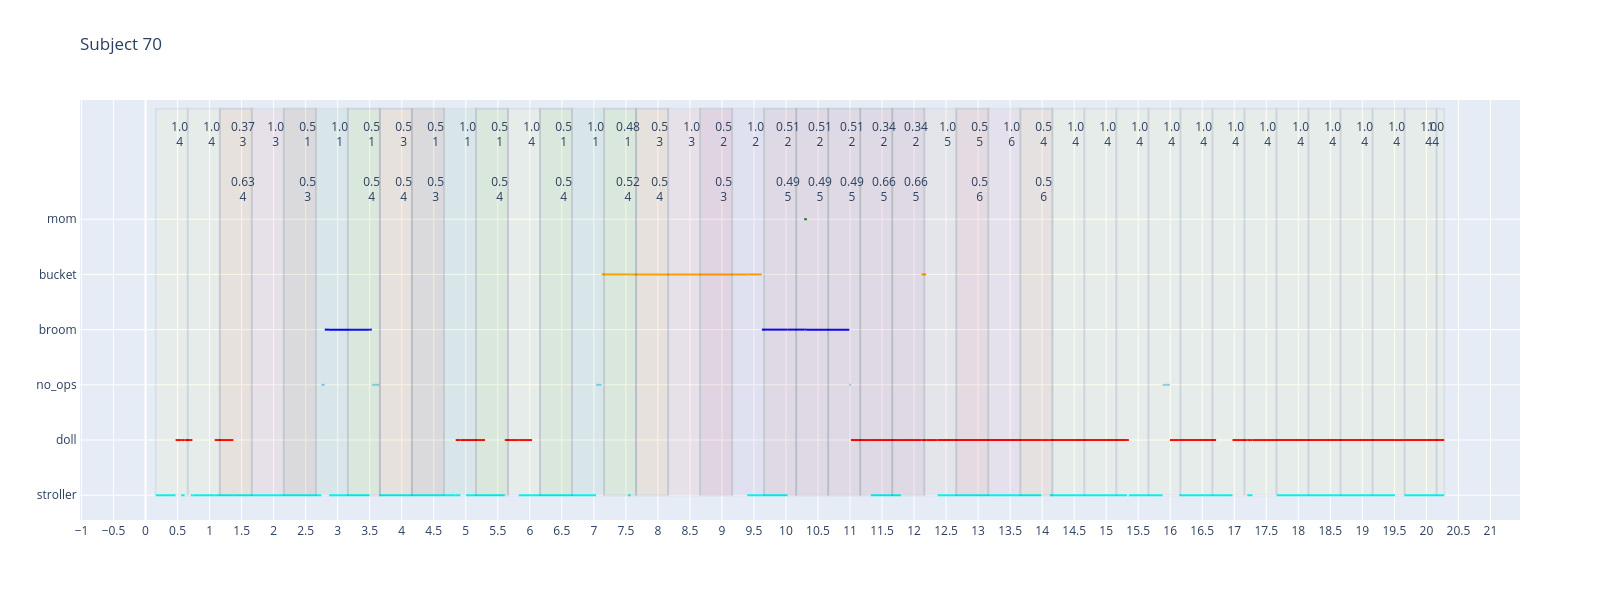 Subject 70
1.0 1.0 0.37 1.0 0.5 1.0 0.5 0.5 0.5 1.0 0.5 1.0 0.5 1.0 0.48 0.5 1.0 0.5 1.0 0.51 0.51 0.51 0.34 0.34 1.0 0.5 1.0 0.5 1.0 1.0 1.0 1.0 1.0 1.0 1.0 1.0 1.0 1.0 1.0 1.0 1.0
4 4 3 3 1 1 1 3 1 1 1 4 1 1 1 3 3 2 2 2 2 2 2 2 5 5 6 4 4 4 4 4 4 4 4 4 4 4 4 4 4
0.63 0.5 0.5 0.5 0.5 0.5 0.5 0.52 0.5 0.5 0.49 0.49 0.49 0.66 0.66 0.5 0.5
4 3 4 4 3 4 4 4 4 3 5 5 5 5 5 6 6
mom
bucket
broom
no_ops
doll
stroller
−1 −0.5 0 0.5 1 1.5 2 2.5 3 3.5 4 4.5 5 5.5 6 6.5 7 7.5 8 8.5 9 9.5 10 10.5 11 11.5 12 12.5 13 13.5 14 14.5 15 15.5 16 16.5 17 17.5 18 18.5 19 19.5 20 20.5 21